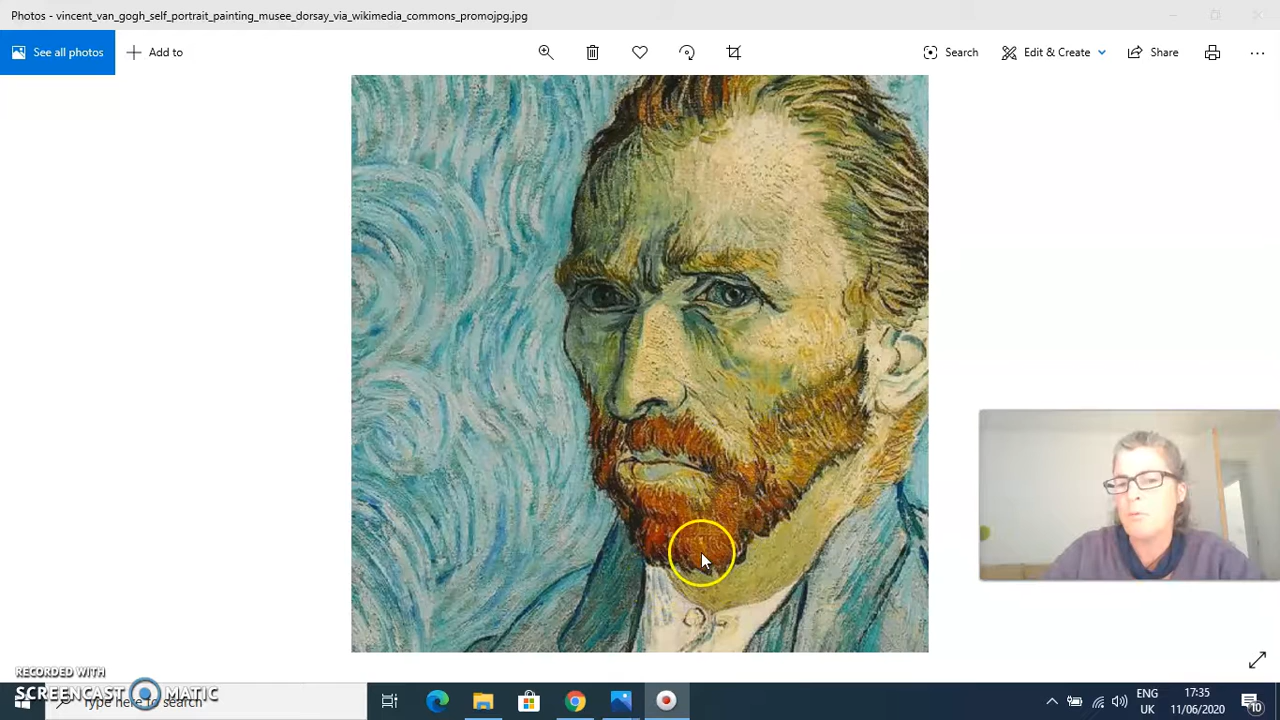 Photos - vincent_van_gogh_self_portrait_painting_musee_dorsay_via_wikimedia_commons_promojpg.jpg
See all photos
Add to
Search
Edit & Create
Share
RECORDED WITH
SCREENCAST MATIC
Type here to search
ENG
UK
17:35
11/06/2020
10